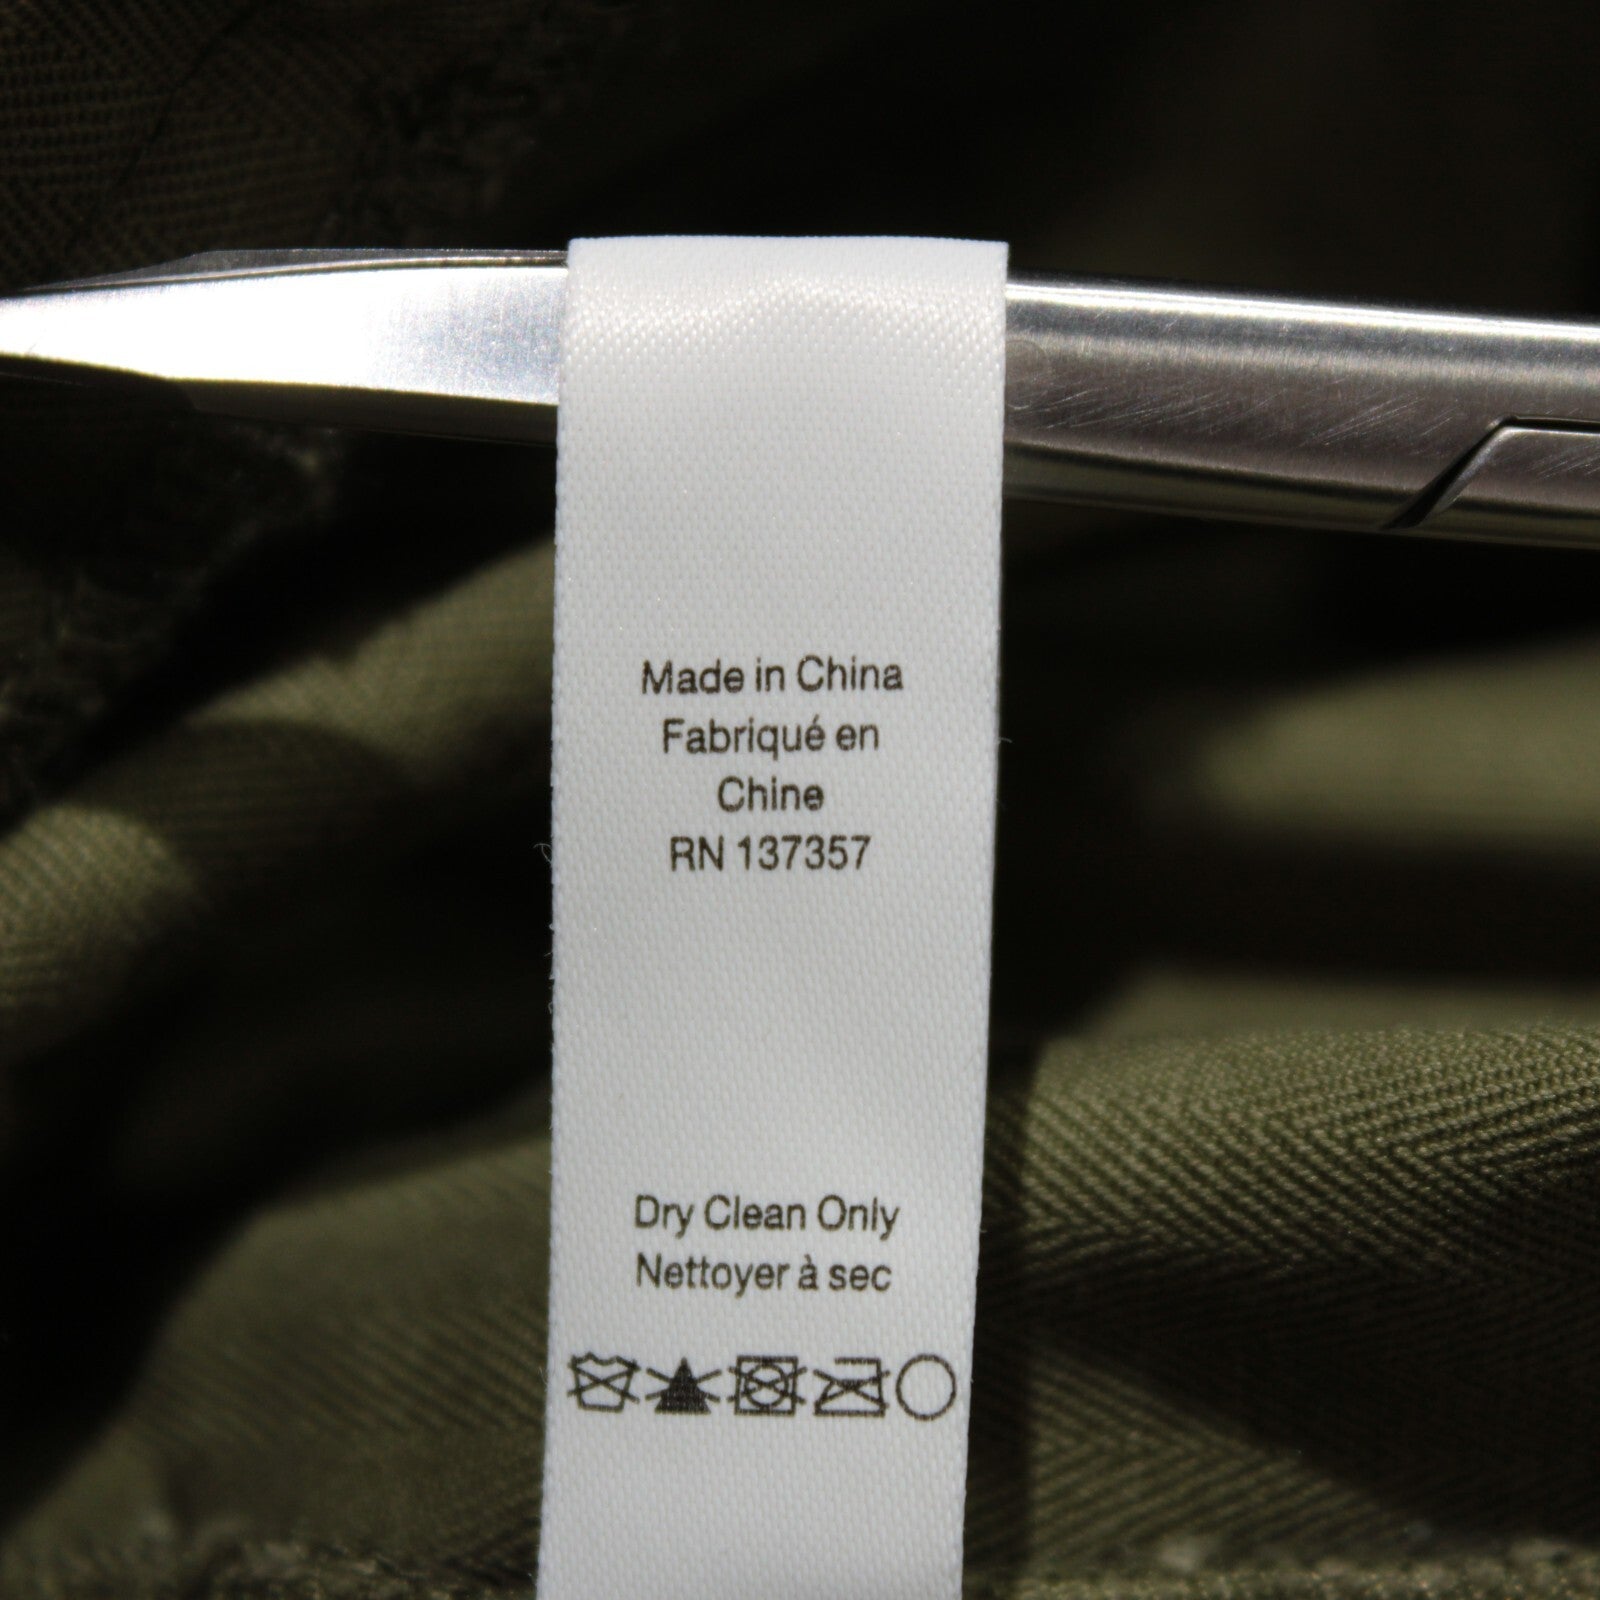 Made in China
Fabriqué en
Chine
RN 137357
Dry Clean Only
Nettoyer à sec